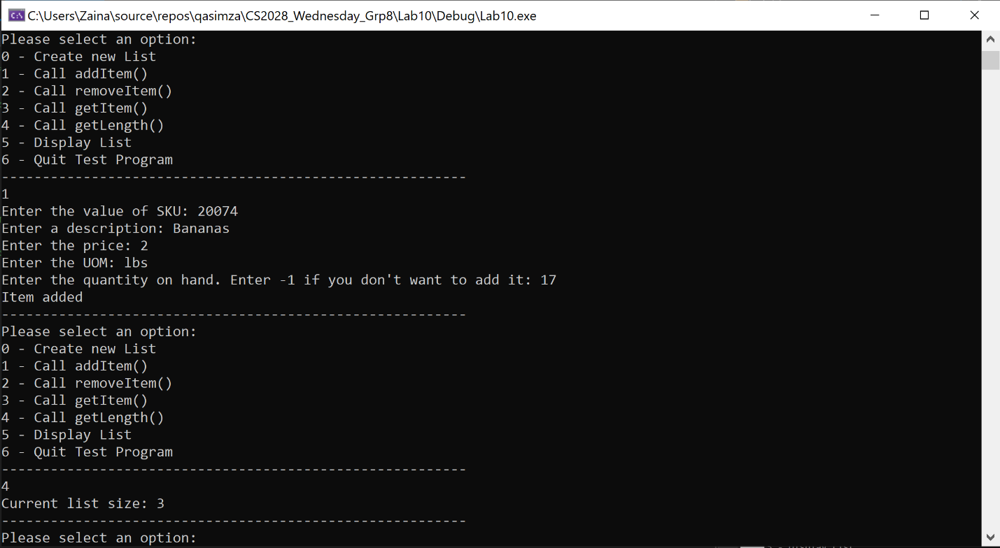 C:\Users\Zaina\source\repos\qasimza\CS2028_Wednesday_Grp8\Lab10\Debug\Lab10.exe
Please select an option:
0 - Create new List
1 - Call addItem()
2 - Call removeItem()
3 - Call getItem()
4 - Call getLength()
5 - Display List
6 - Quit Test Program
---------------------------------------------------------
1
Enter the value of SKU: 20074
Enter a description: Bananas
Enter the price: 2
Enter the UOM: lbs
Enter the quantity on hand. Enter -1 if you don't want to add it: 17
Item added
---------------------------------------------------------
Please select an option:
0 - Create new List
1 - Call addItem()
2 - Call removeItem()
3 - Call getItem()
4 - Call getLength()
5 - Display List
6 - Quit Test Program
---------------------------------------------------------
4
Current list size: 3
---------------------------------------------------------
Please select an option: